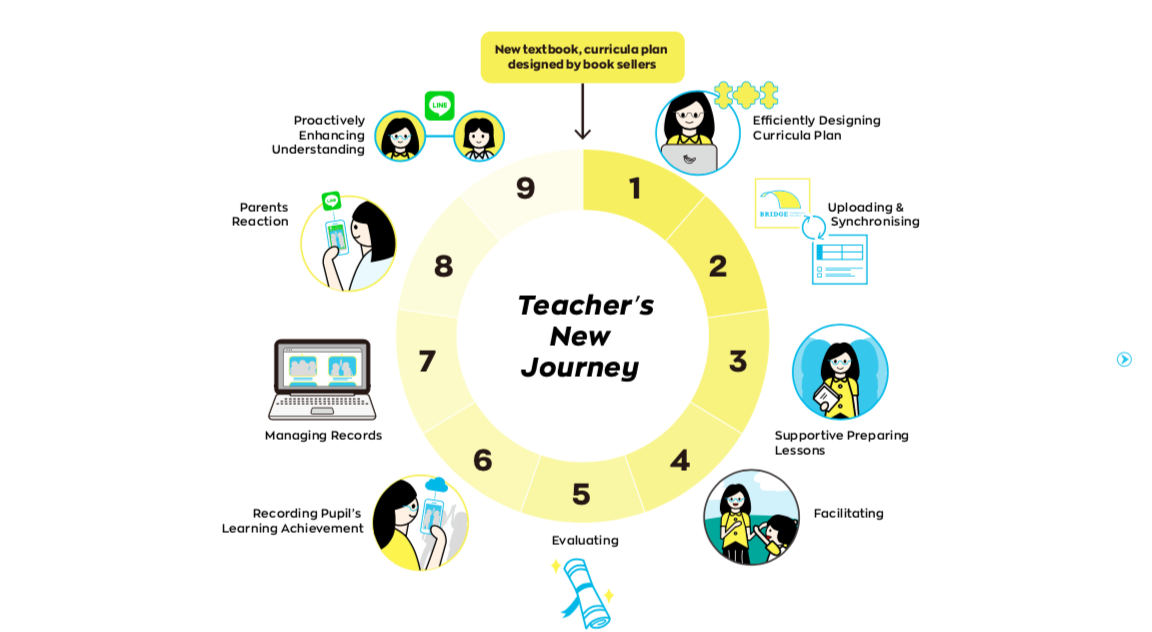 New textbook, curricula plan
designed by book sellers
LINE
Proactively
Enhancing
Understanding
Efficiently Designing
Curricula Plan
9
1
LINE
Parents
Reaction
BRIDGE
Uploading &
Synchronising
8
2
Teacher's
New
Journey
7
3
Managing Records
Supportive Preparing
Lessons
6
4
5
Recording Pupil's
Learning Achievement
Facilitating
Evaluating